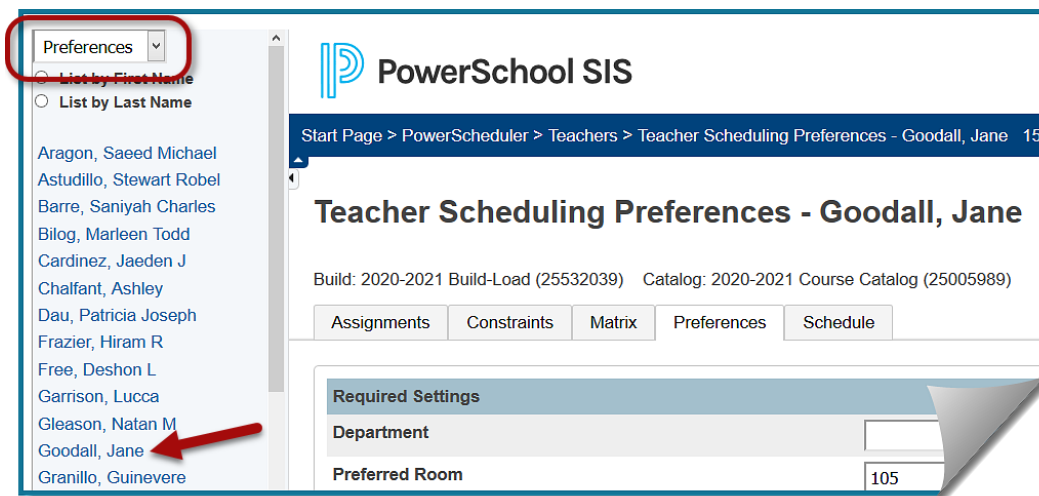 Preferences
List by First Name
List by Last Name
Aragon, Saeed Michael
Astudillo, Stewart Robel
Barre, Saniyah Charles
Bilog, Marleen Todd
Cardinez, Jaeden J
Chalfant, Ashley
Dau, Patricia Joseph
Frazier, Hiram R
Free, Deshon L
Garrison, Lucca
Gleason, Natan M
Goodall, Jane
Granillo, Guinevere
PowerSchool SIS
Start Page > PowerScheduler > Teachers > Teacher Scheduling Preferences - Goodall, Jane 15
Teacher Scheduling Preferences - Goodall, Jane
Build: 2020-2021 Build-Load (25532039) Catalog: 2020-2021 Course Catalog (25005989)
Assignments Constraints Matrix Preferences Schedule
Required Settings
Department
Preferred Room 105